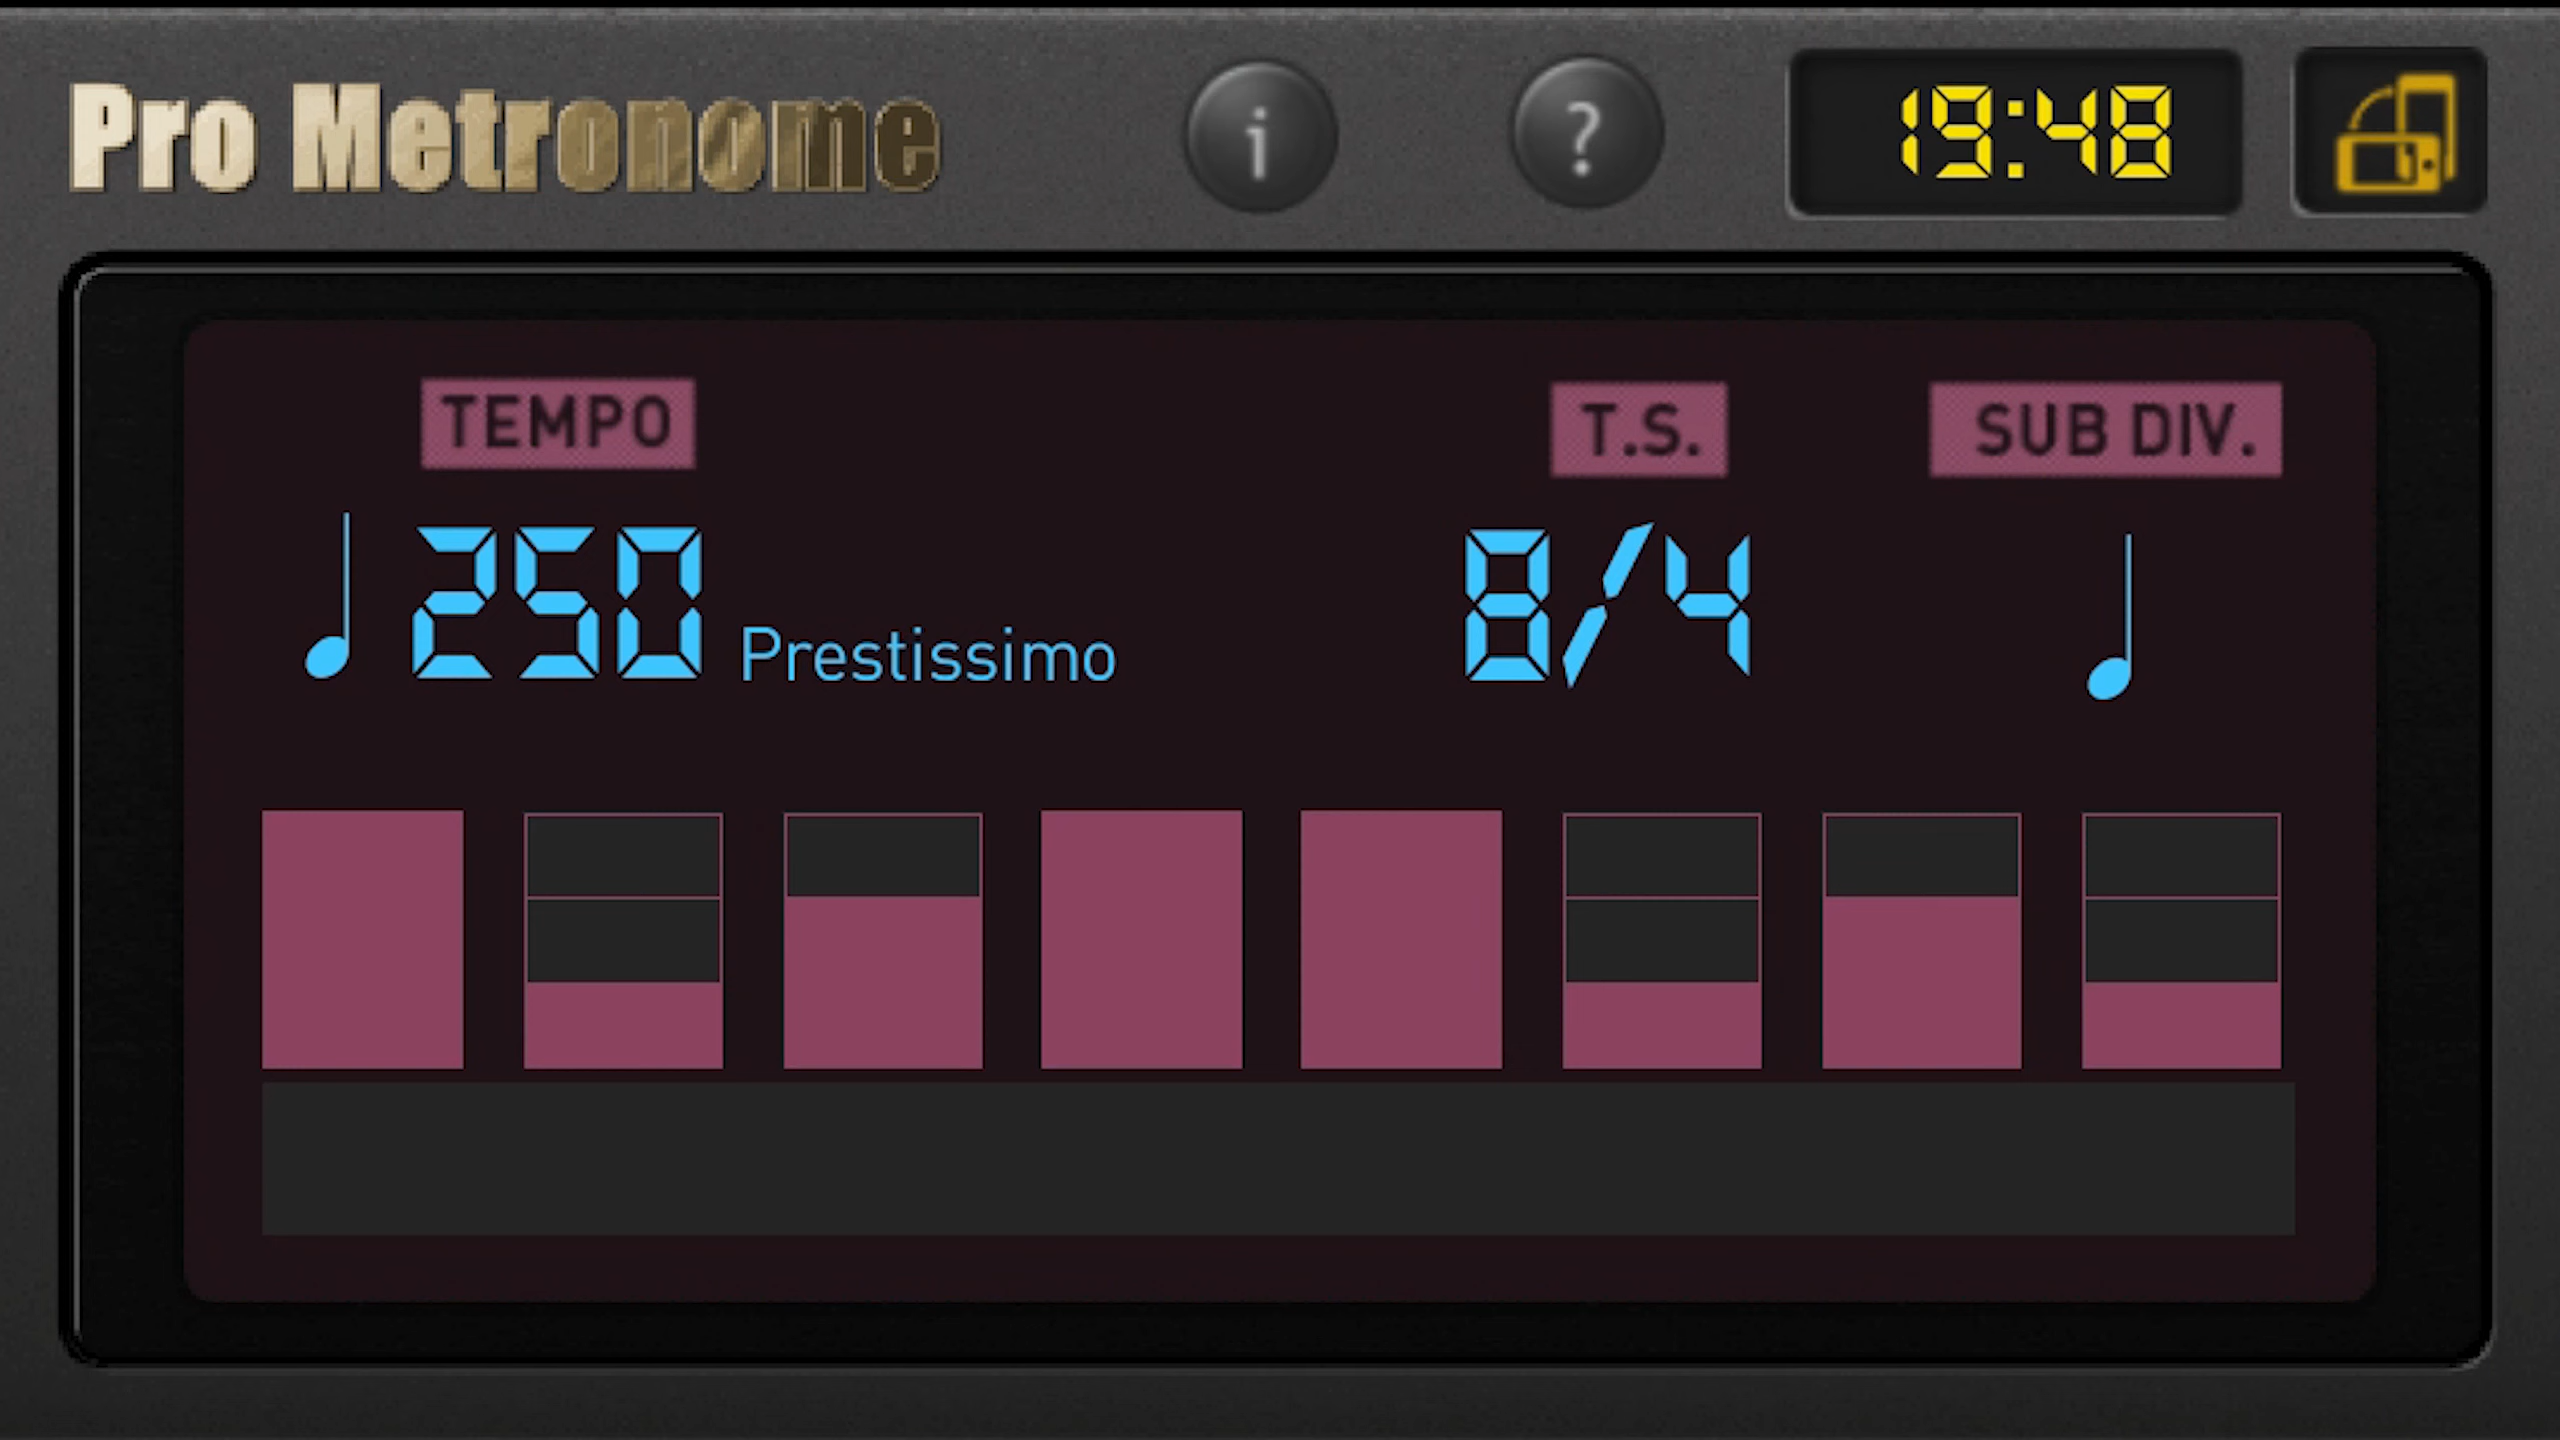 Pro Metronome
i
?
19:48
TEMPO
T.S.
SUB DIV.
250 Prestissimo
8/4